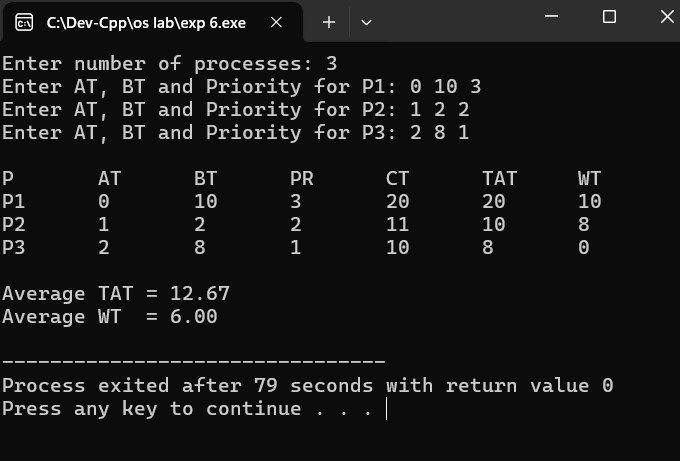 C:\Dev-Cpp\os lab\exp 6.exe
Enter number of processes: 3
Enter AT, BT and Priority for P1: 0 10 3
Enter AT, BT and Priority for P2: 1 2 2
Enter AT, BT and Priority for P3: 2 8 1
P AT BT PR CT TAT WT
P1 0 10 3 20 20 10
P2 1 2 2 11 10 8
P3 2 8 1 10 8 0
Average TAT = 12.67
Average WT  = 6.00
--------------------------------
Process exited after 79 seconds with return value 0
Press any key to continue . . .